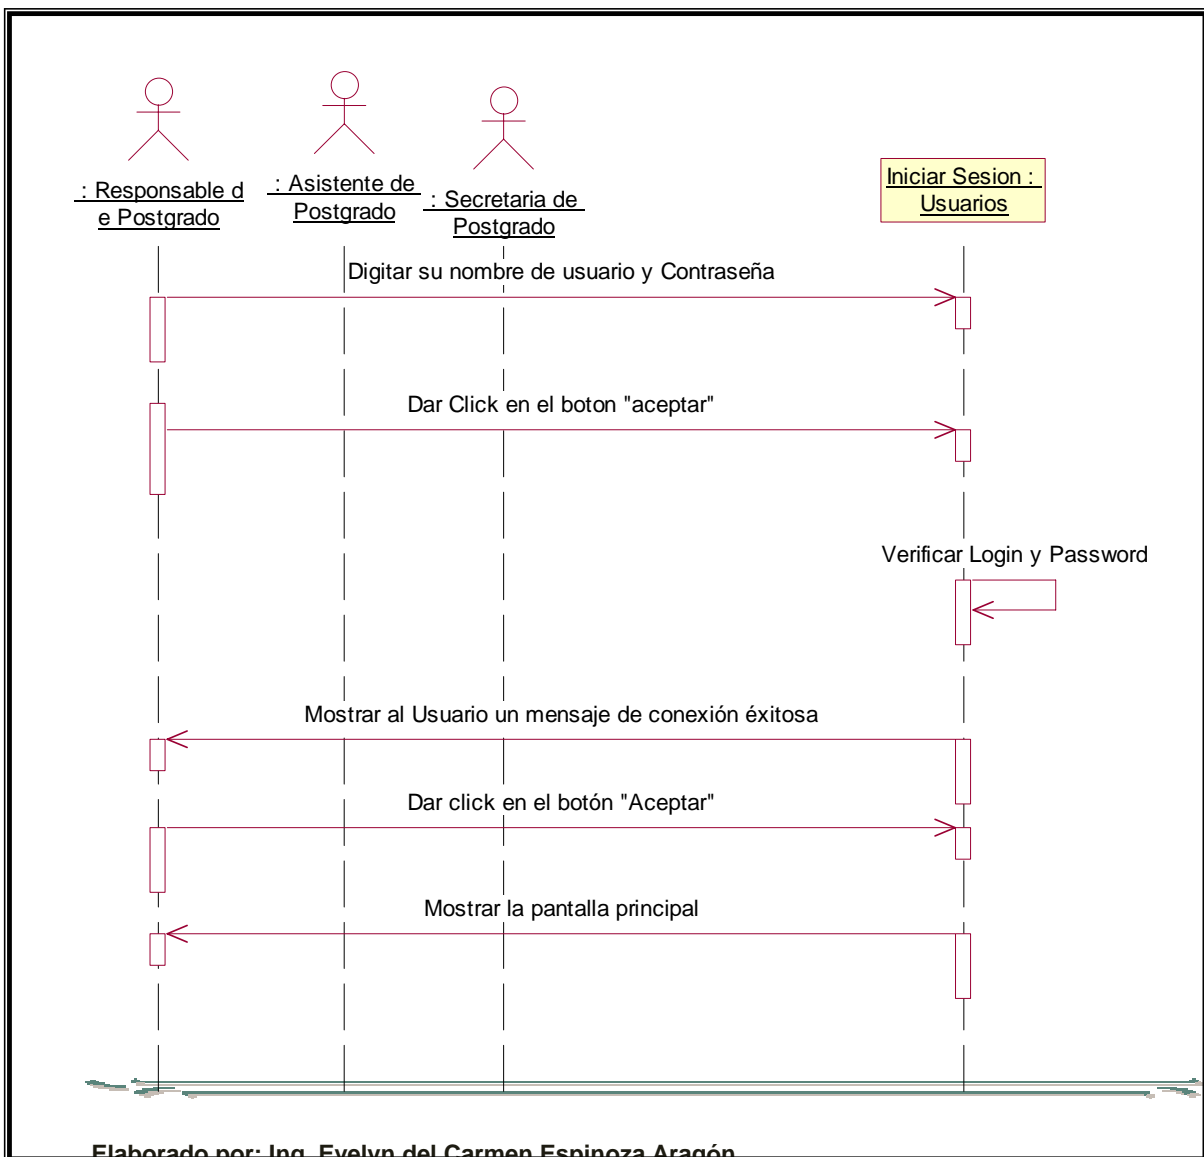 : Responsable d
e Postgrado
: Asistente de
Postgrado
: Secretaria de
Postgrado
Iniciar Sesion :
Usuarios
Digitar su nombre de usuario y Contraseña
Dar Click en el boton "aceptar"
Verificar Login y Password
Mostrar al Usuario un mensaje de conexión éxitosa
Dar click en el botón "Aceptar"
Mostrar la pantalla principal
Elaborado por: Ing. Evelyn del Carmen Espinoza Aragón